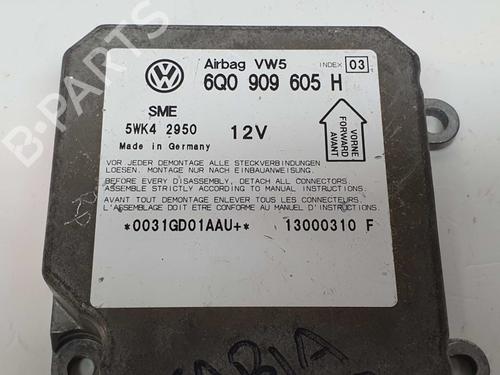 Airbag VW5 INDEX 03
6Q0 909 605 H
SME
5WK4 2950 12V
Made in Germany
VORNE
FORWARD
AVANT
VOR JEDER DEMONTAGE ALLE STECKVERBINDUNGEN
LOESEN. MONTAGE NUR NACH EINBAUANWEISUNG.
BEFORE EVERY DISASSEMBLY, DETACH ALL CONNECTORS.
ASSEMBLE STRICTLY ACCORDING TO MANUAL INSTRUCTIONS.
AVANT TOUT DEMONTAGE ENLEVER TOUS LES CONNECTEURS.
L'ASSEMBLAGE DOIT ETRE CONFORME AU MANUEL D'INSTRUCTIONS.
*0031GD01AAU+* 13000310 F
B-PARTS